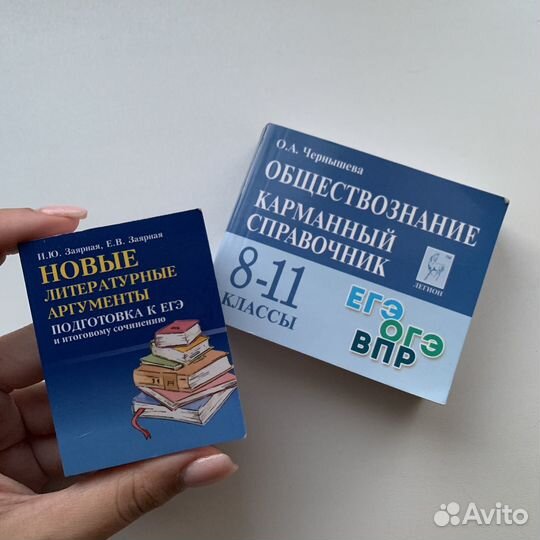 И.Ю. Заярная, Е.В. Заярная
НОВЫЕ
ЛИТЕРАТУРНЫЕ
АРГУМЕНТЫ
ПОДГОТОВКА К ЕГЭ
и итоговому сочинению
О.А. Чернышева
ОБЩЕСТВОЗНАНИЕ
КАРМАННЫЙ
СПРАВОЧНИК
8-11
КЛАССЫ
ЛЕГИОН
ЕГЭ
ОГЭ
ВПР
Avito